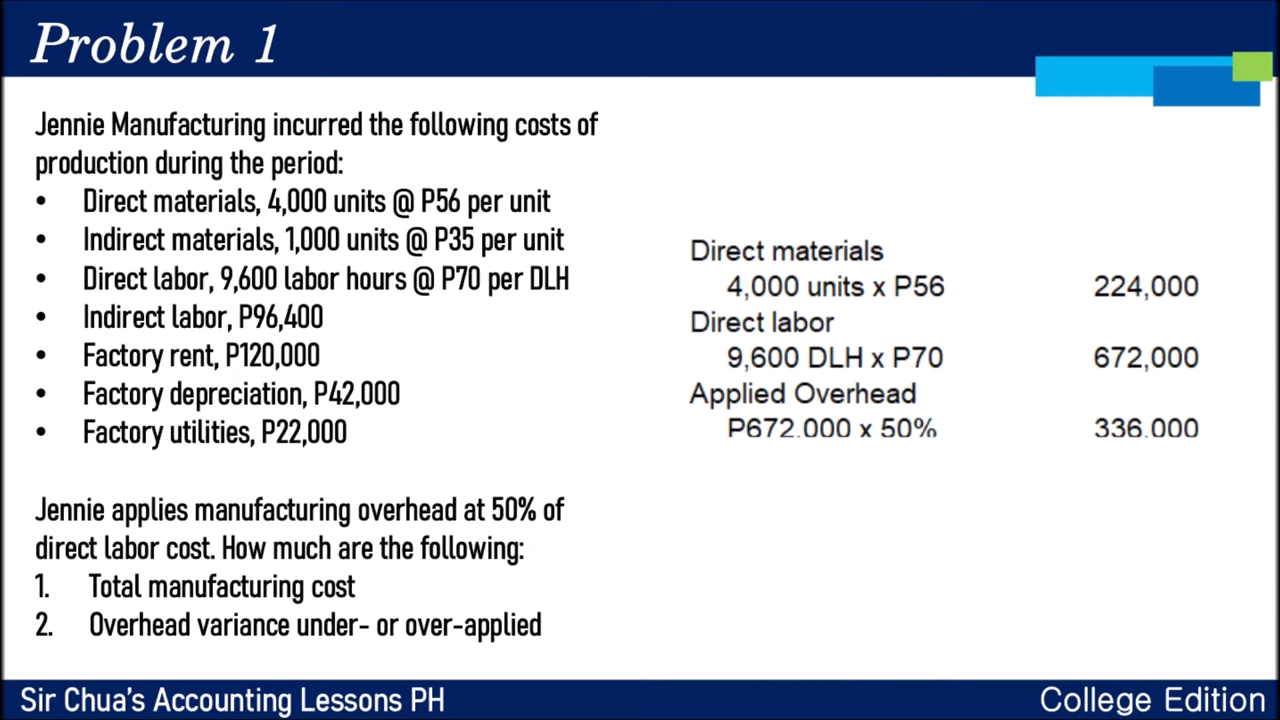 Problem 1
Jennie Manufacturing incurred the following costs of
production during the period:
• Direct materials, 4,000 units @ P56 per unit
• Indirect materials, 1,000 units @ P35 per unit
• Direct labor, 9,600 labor hours @ P70 per DLH
• Indirect labor, P96,400
• Factory rent, P120,000
• Factory depreciation, P42,000
• Factory utilities, P22,000
Jennie applies manufacturing overhead at 50% of
direct labor cost. How much are the following:
1. Total manufacturing cost
2. Overhead variance under- or over-applied
Direct materials
4,000 units x P56 224,000
Direct labor
9,600 DLH x P70 672,000
Applied Overhead
P672,000 x 50% 336,000
Sir Chua's Accounting Lessons PH
College Edition